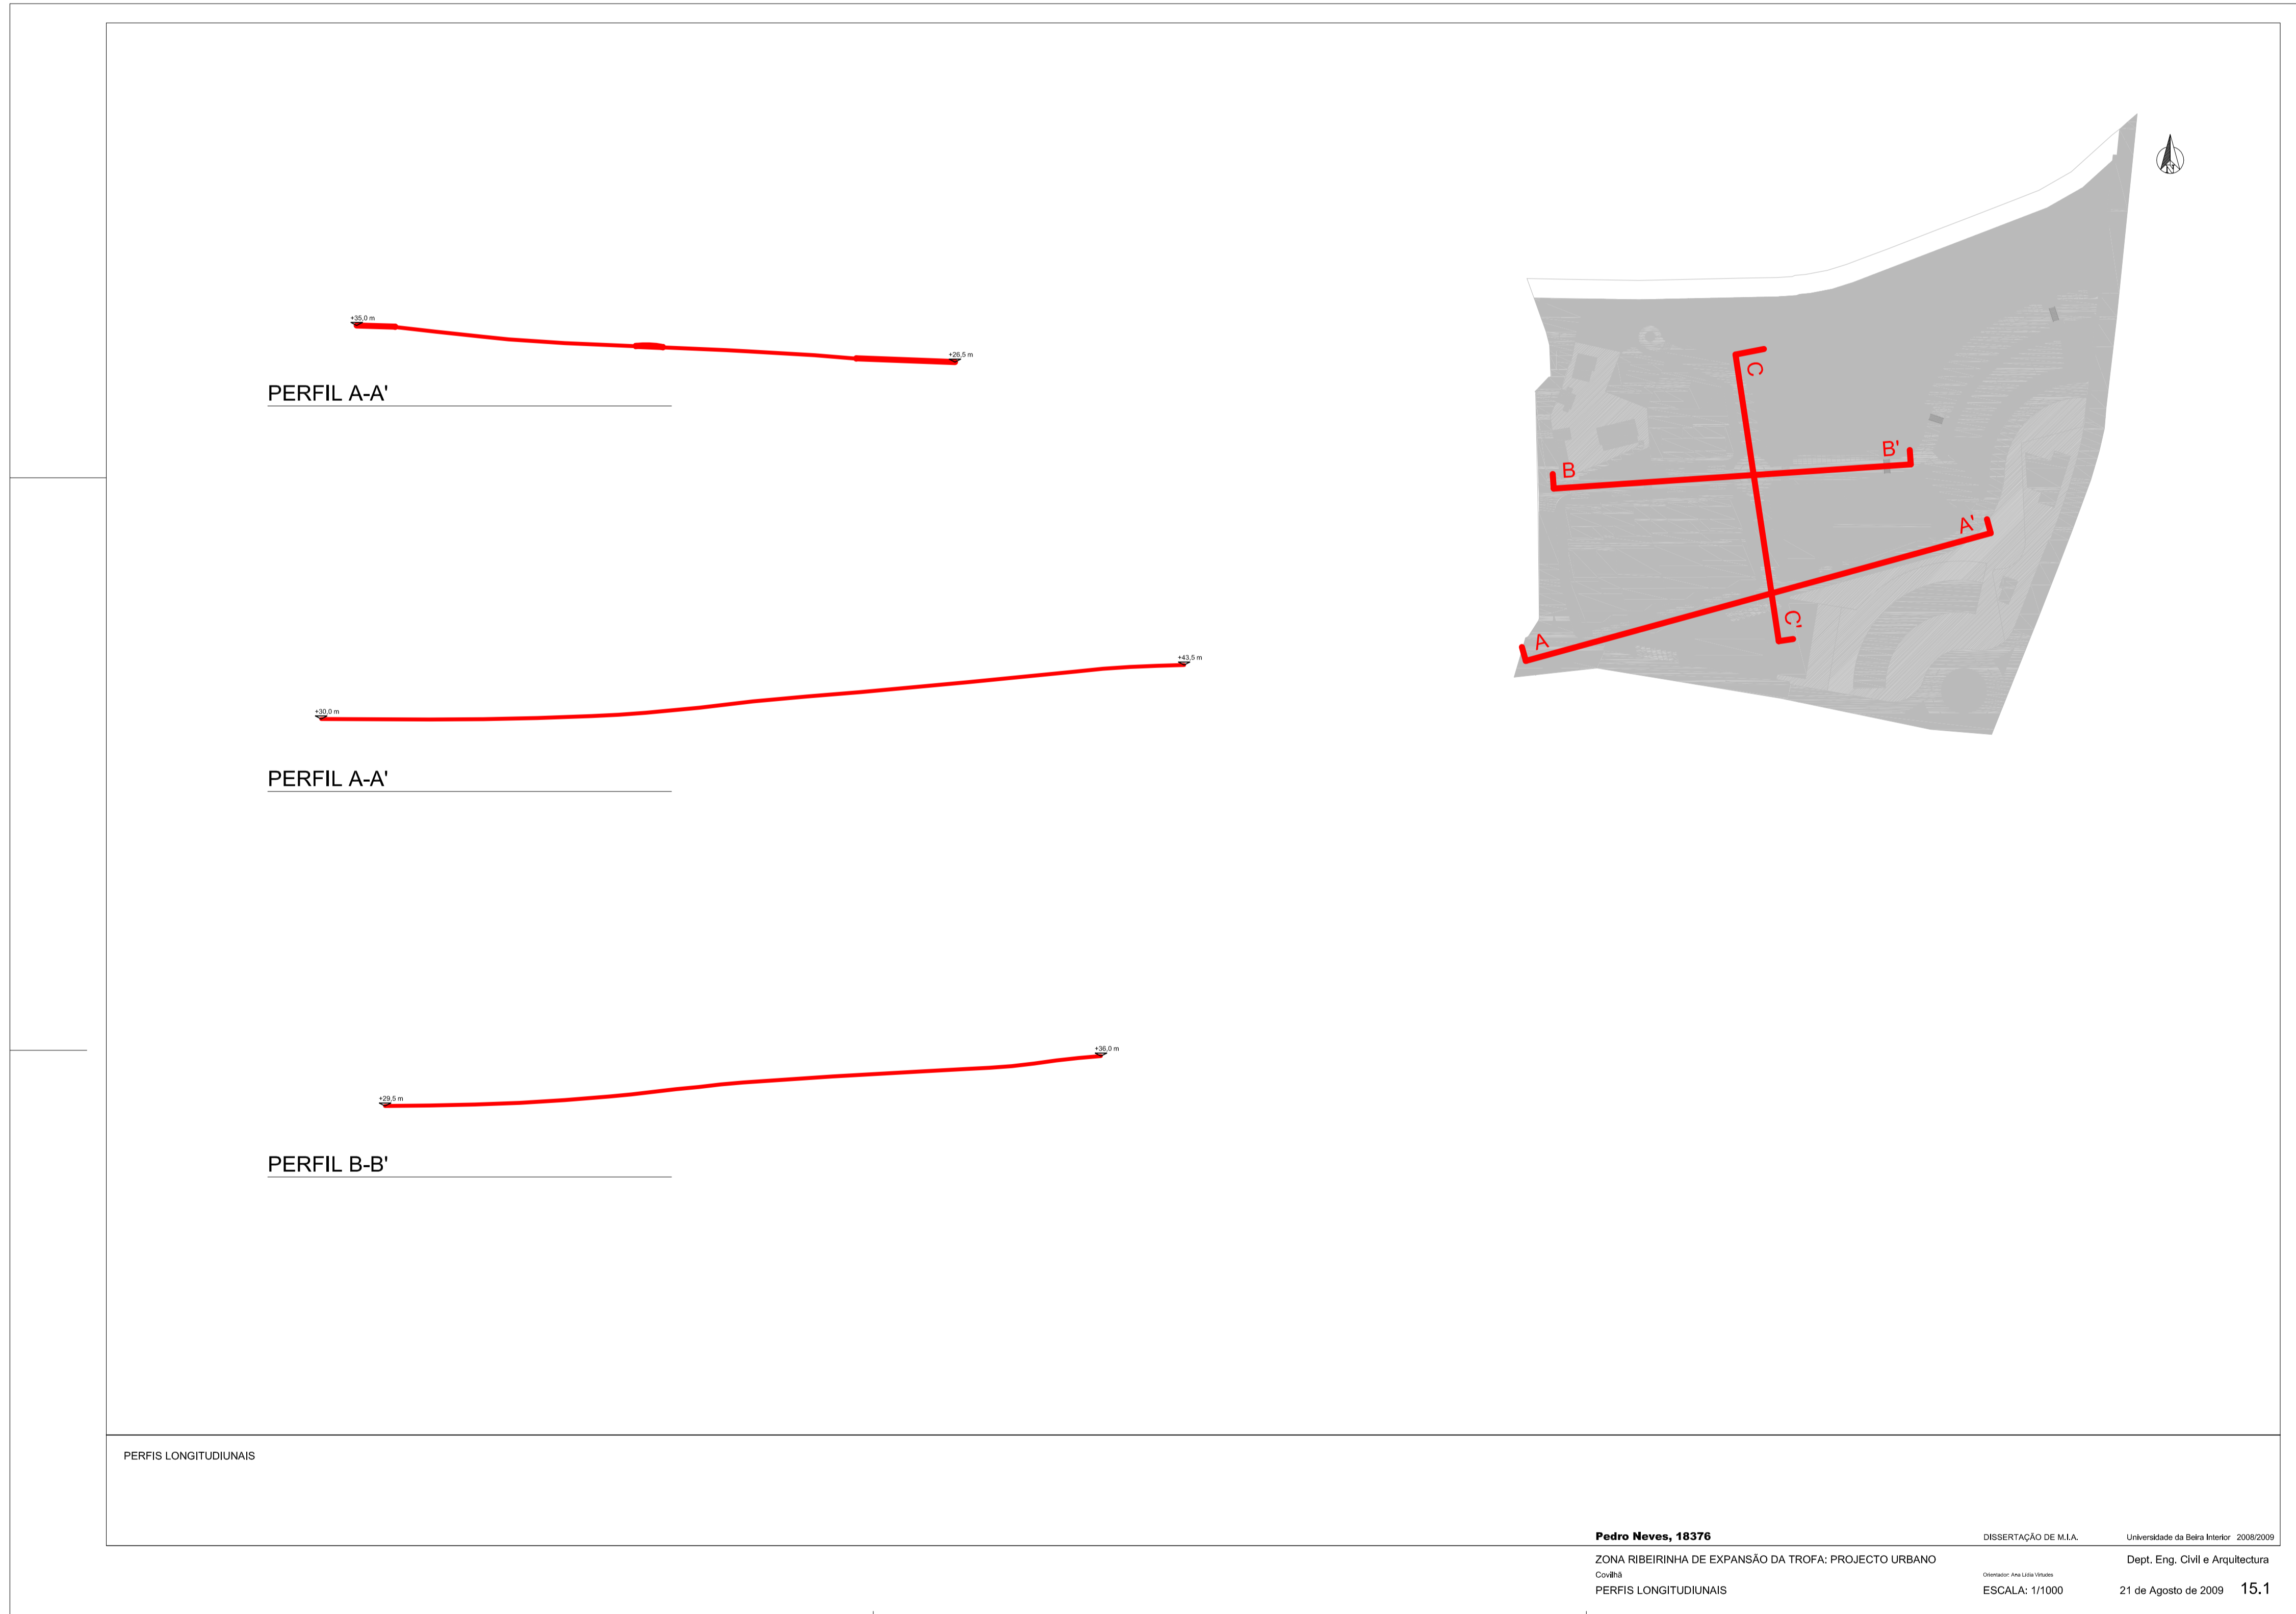 +35,0 m
+26,5 m
PERFIL A-A'
+30,0 m
+43,5 m
PERFIL A-A'
+29,5 m
+36,0 m
PERFIL B-B'
N
C
B
B'
A'
A
C'
PERFIS LONGITUDIUNAIS
Pedro Neves, 18376
DISSERTAÇÃO DE M.I.A.
Universidade da Beira Interior 2008/2009
ZONA RIBEIRINHA DE EXPANSÃO DA TROFA: PROJECTO URBANO
Dept. Eng. Civil e Arquitectura
Covilhã
Orientador: Ana Lídia Virtudes
PERFIS LONGITUDIUNAIS
ESCALA: 1/1000
21 de Agosto de 2009
15.1